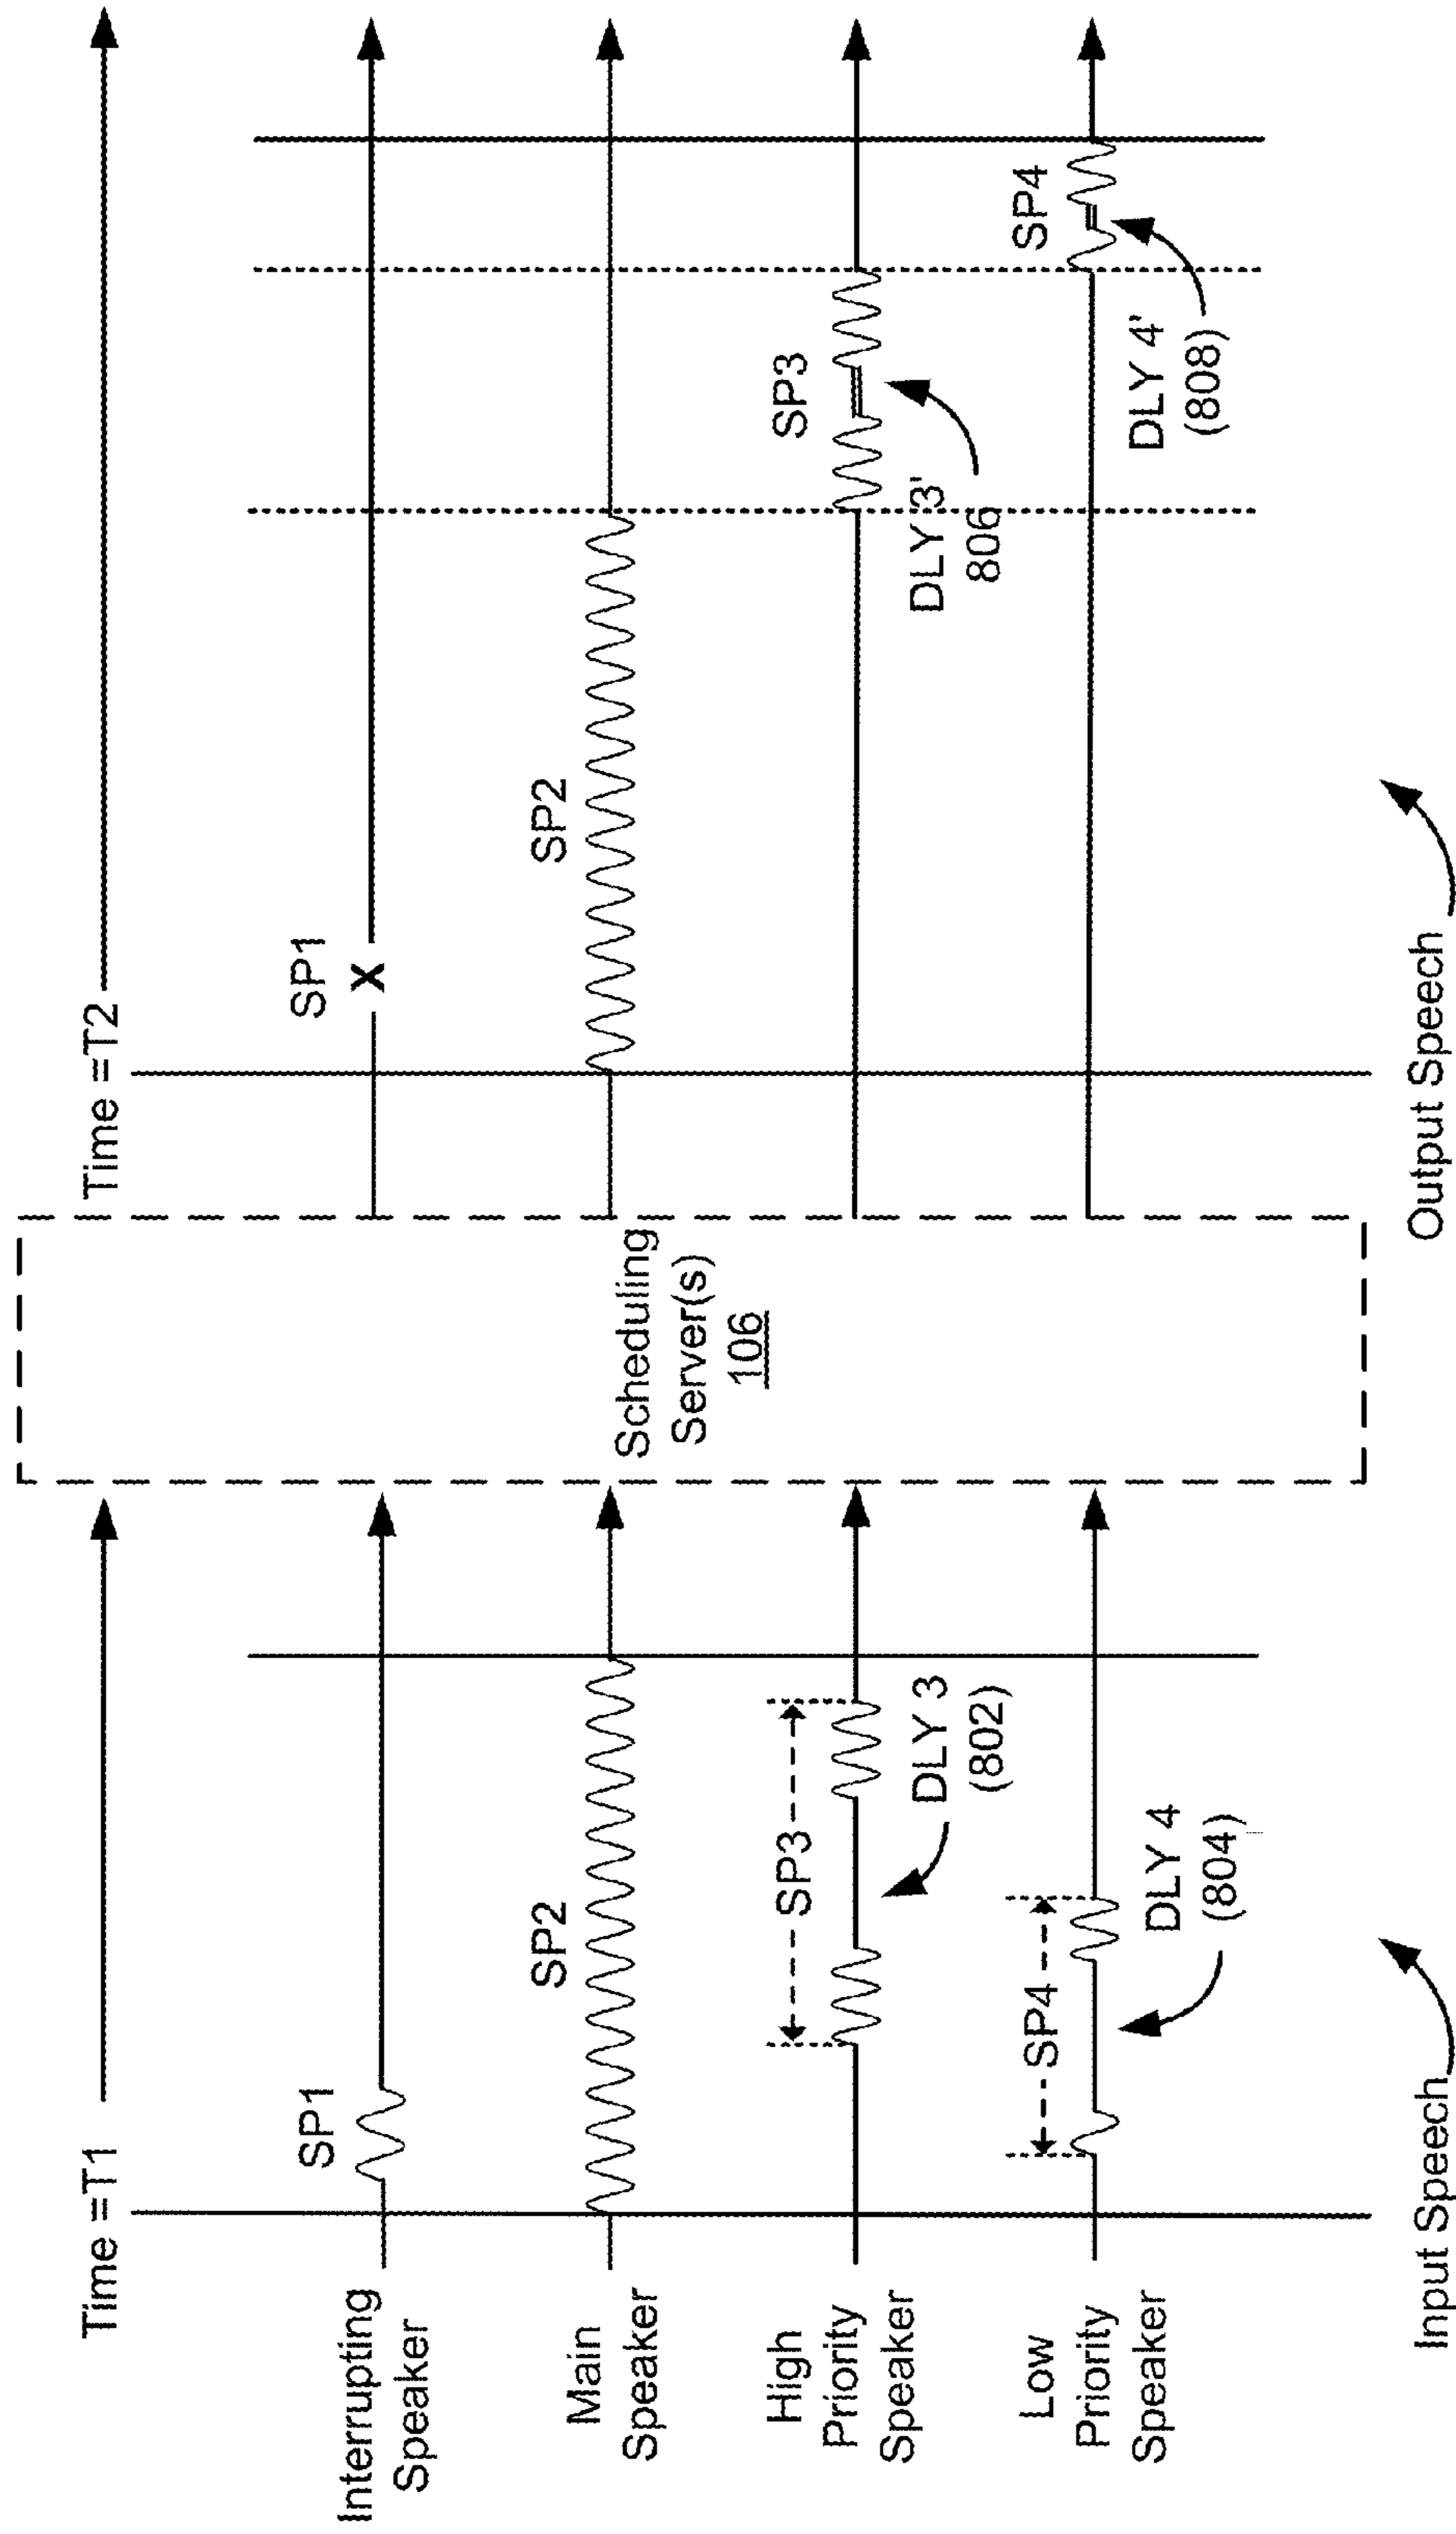 Time =T1
Interrupting
Speaker
SP1
Main
Speaker
SP2
High
Priority
Speaker
SP3
DLY 3
(802)
Low
Priority
Speaker
SP4
DLY 4
(804)
Input Speech
Scheduling
Server(s)
106
Time =T2
SP1
X
SP2
SP3
DLY 3'
806
SP4
DLY 4'
(808)
Output Speech